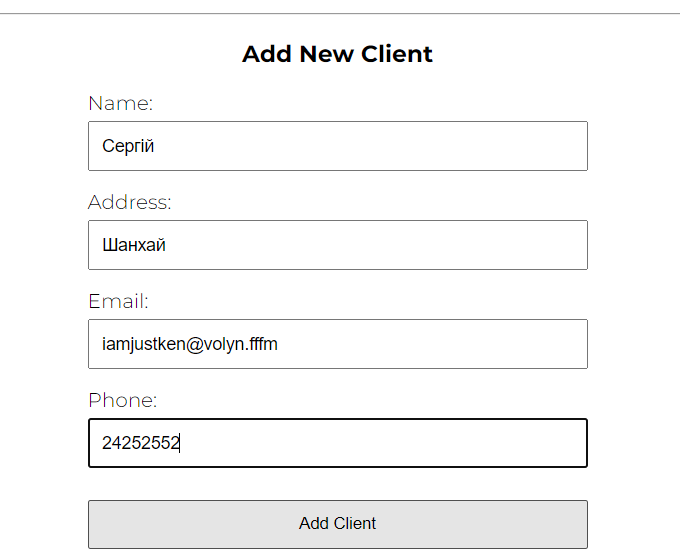 Add New Client
Name:
Сергій
Address:
Шанхай
Email:
iamjustken@volyn.fffm
Phone:
24252552
Add Client